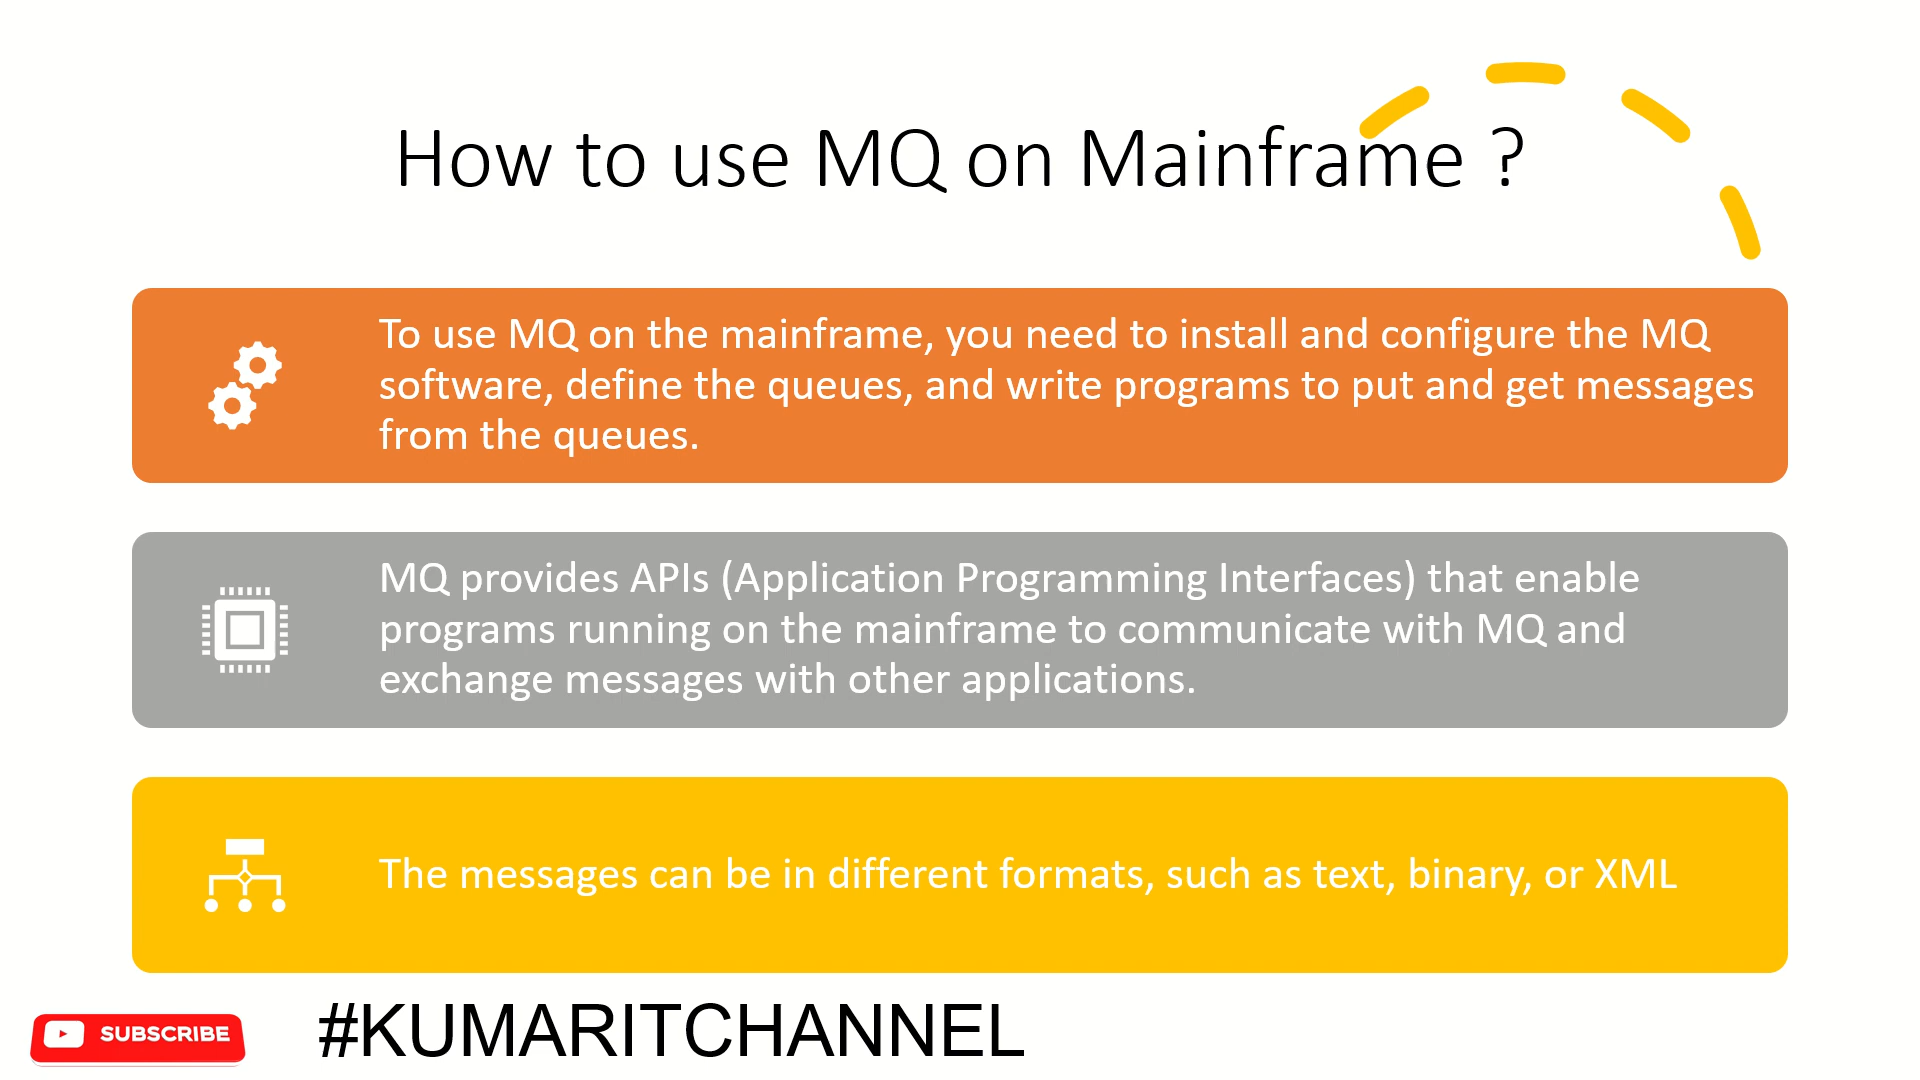 How to use MQ on Mainframe ?
To use MQ on the mainframe, you need to install and configure the MQ
software, define the queues, and write programs to put and get messages
from the queues.
MQ provides APIs (Application Programming Interfaces) that enable
programs running on the mainframe to communicate with MQ and
exchange messages with other applications.
The messages can be in different formats, such as text, binary, or XML
SUBSCRIBE
#KUMARITCHANNEL